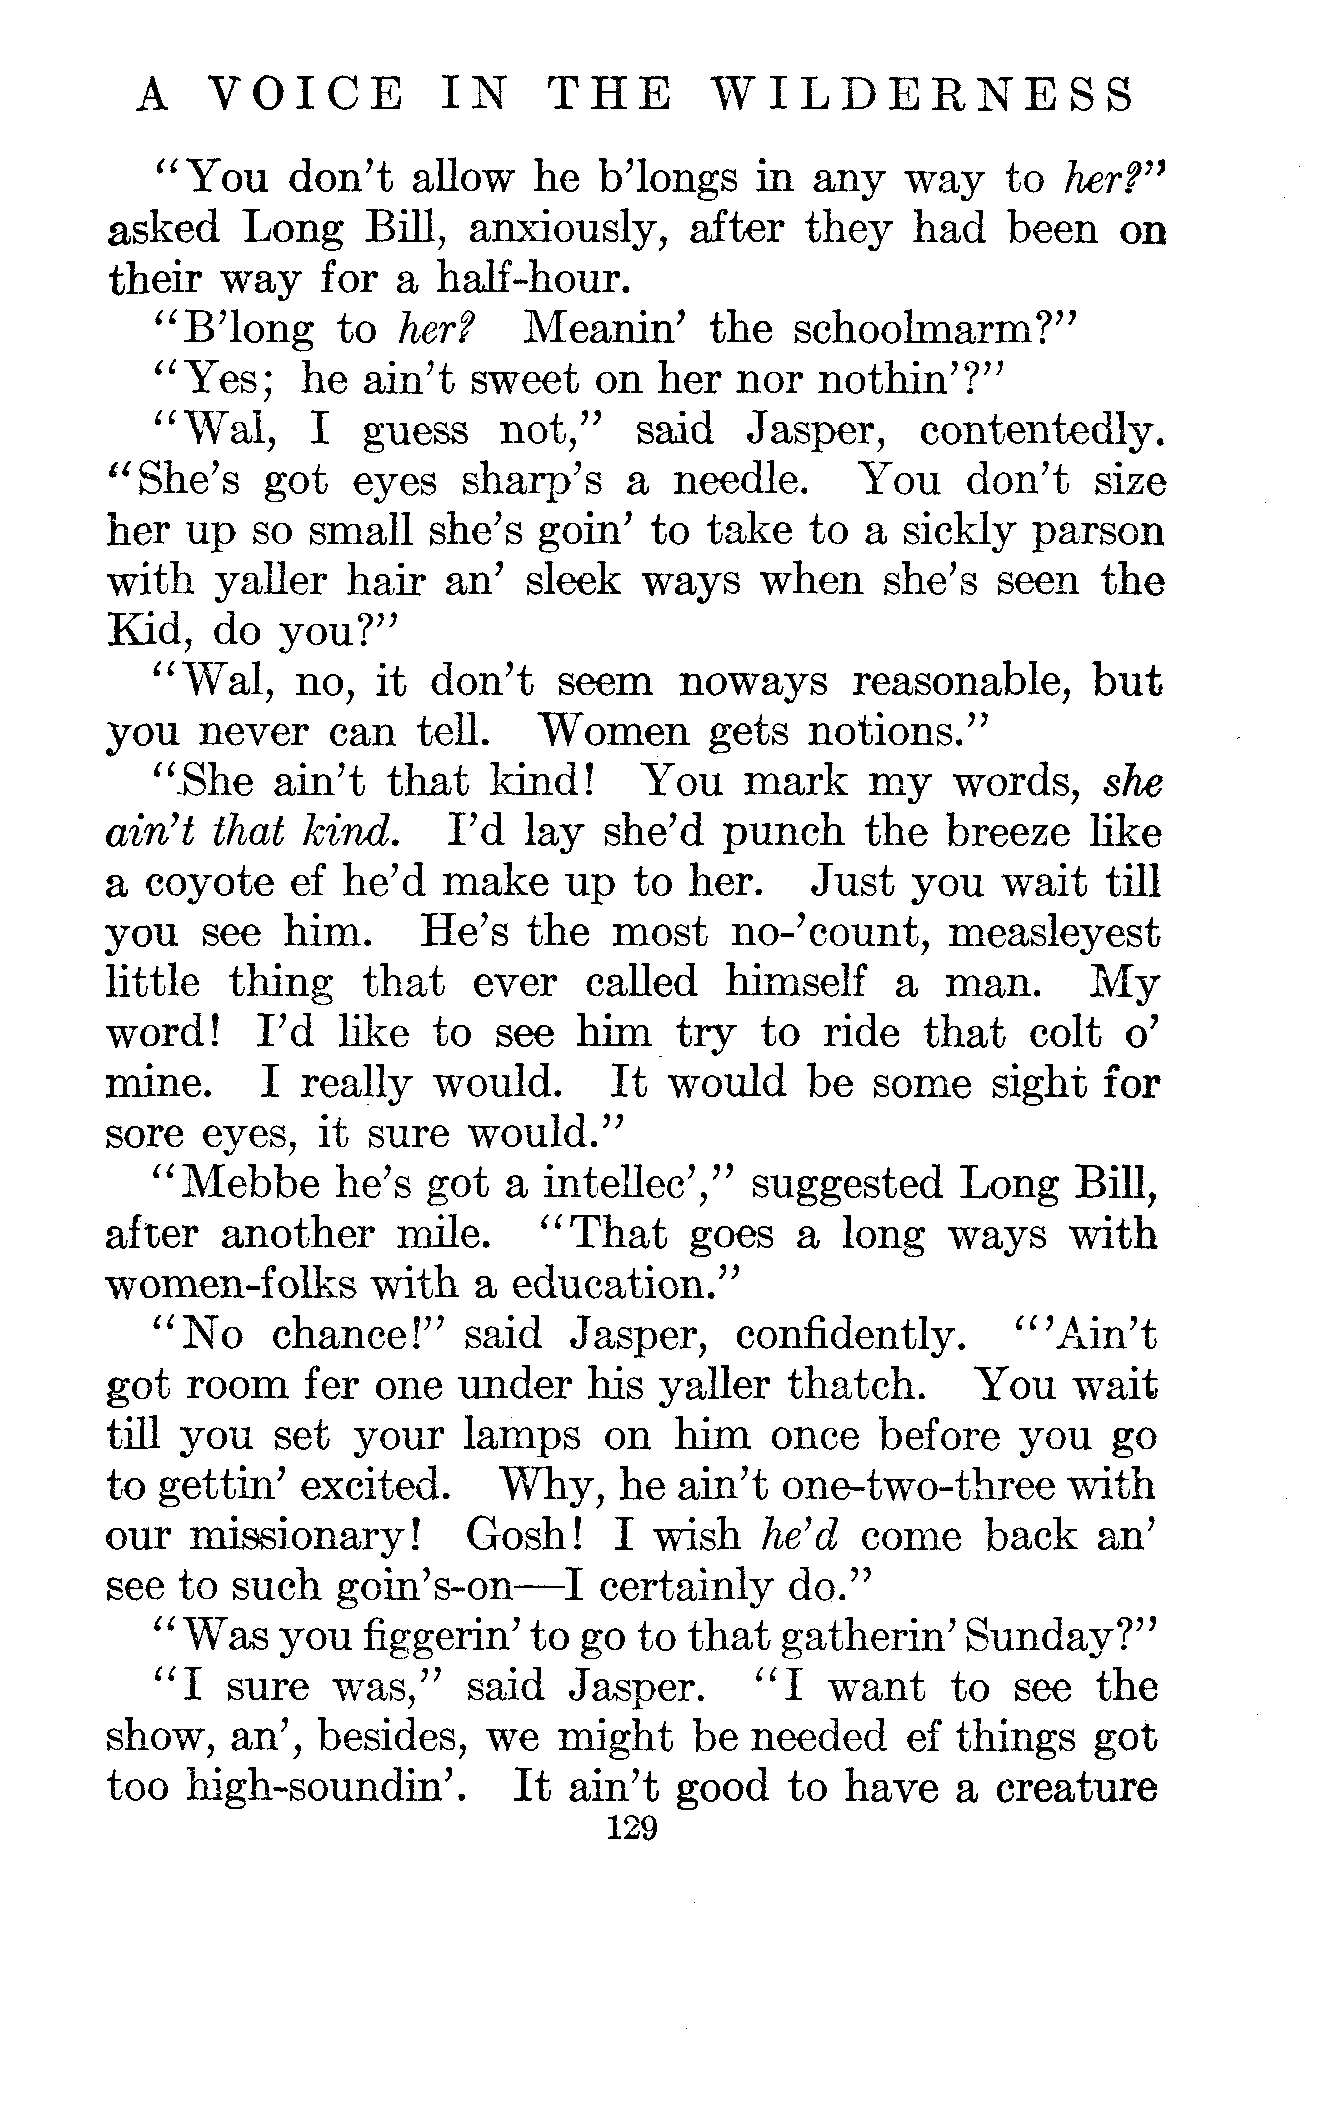 A VOICE IN THE WILDERNESS
“You don’t allow he b’longs in any way to her?”
asked Long Bill, anxiously, after they had been on
their way for a half-hour.
“B’long to her? Meanin’ the schoolmarm?”
“Yes; he ain’t sweet on her nor nothin’?”
“Wal, I guess not,” said Jasper, contentedly.
“She’s got eyes sharp’s a needle. You don’t size
her up so small she’s goin’ to take to a sickly parson
with yaller hair an’ sleek ways when she’s seen the
Kid, do you?”
“Wal, no, it don’t seem noways reasonable, but
you never can tell. Women gets notions.”
“She ain’t that kind! You mark my words, she
ain’t that kind. I’d lay she’d punch the breeze like
a coyote ef he’d make up to her. Just you wait till
you see him. He’s the most no-’count, measleyest
little thing that ever called himself a man. My
word! I’d like to see him try to ride that colt o’
mine. I really would. It would be some sight for
sore eyes, it sure would.”
“Mebbe he’s got a intellec’,” suggested Long Bill,
after another mile. “That goes a long ways with
women-folks with a education.”
“No chance!” said Jasper, confidently. “’Ain’t
got room fer one under his yaller thatch. You wait
till you set your lamps on him once before you go
to gettin’ excited. Why, he ain’t one-two-three with
our missionary! Gosh! I wish he’d come back an’
see to such goin’s-on—I certainly do.”
“Was you figgerin’ to go to that gatherin’ Sunday?”
“I sure was,” said Jasper. “I want to see the
show, an’, besides, we might be needed ef things got
too high-soundin’. It ain’t good to have a creature
129